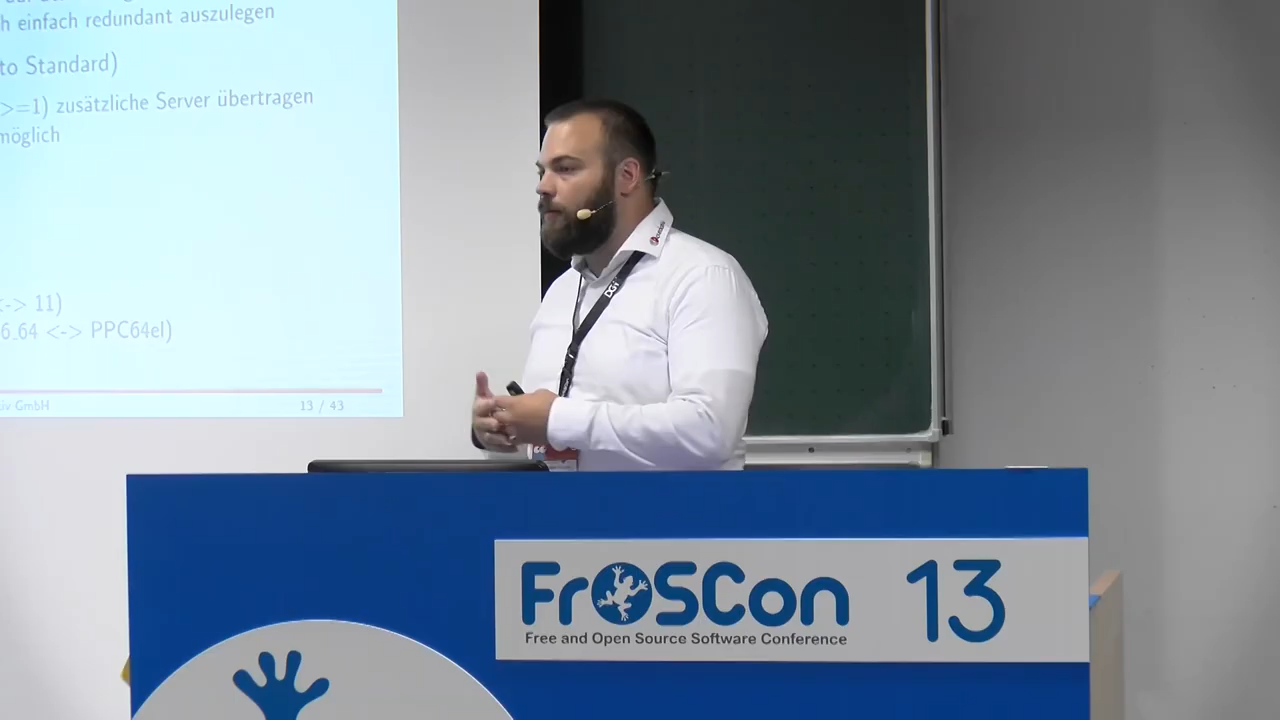 h einfach redundant auszulegen
to Standard)
>=1) zusätzliche Server übertragen
möglich
<-> 11)
6_64 <-> PPC64el)
GmbH
13 / 43
FrOSCon 13
Free and Open Source Software Conference